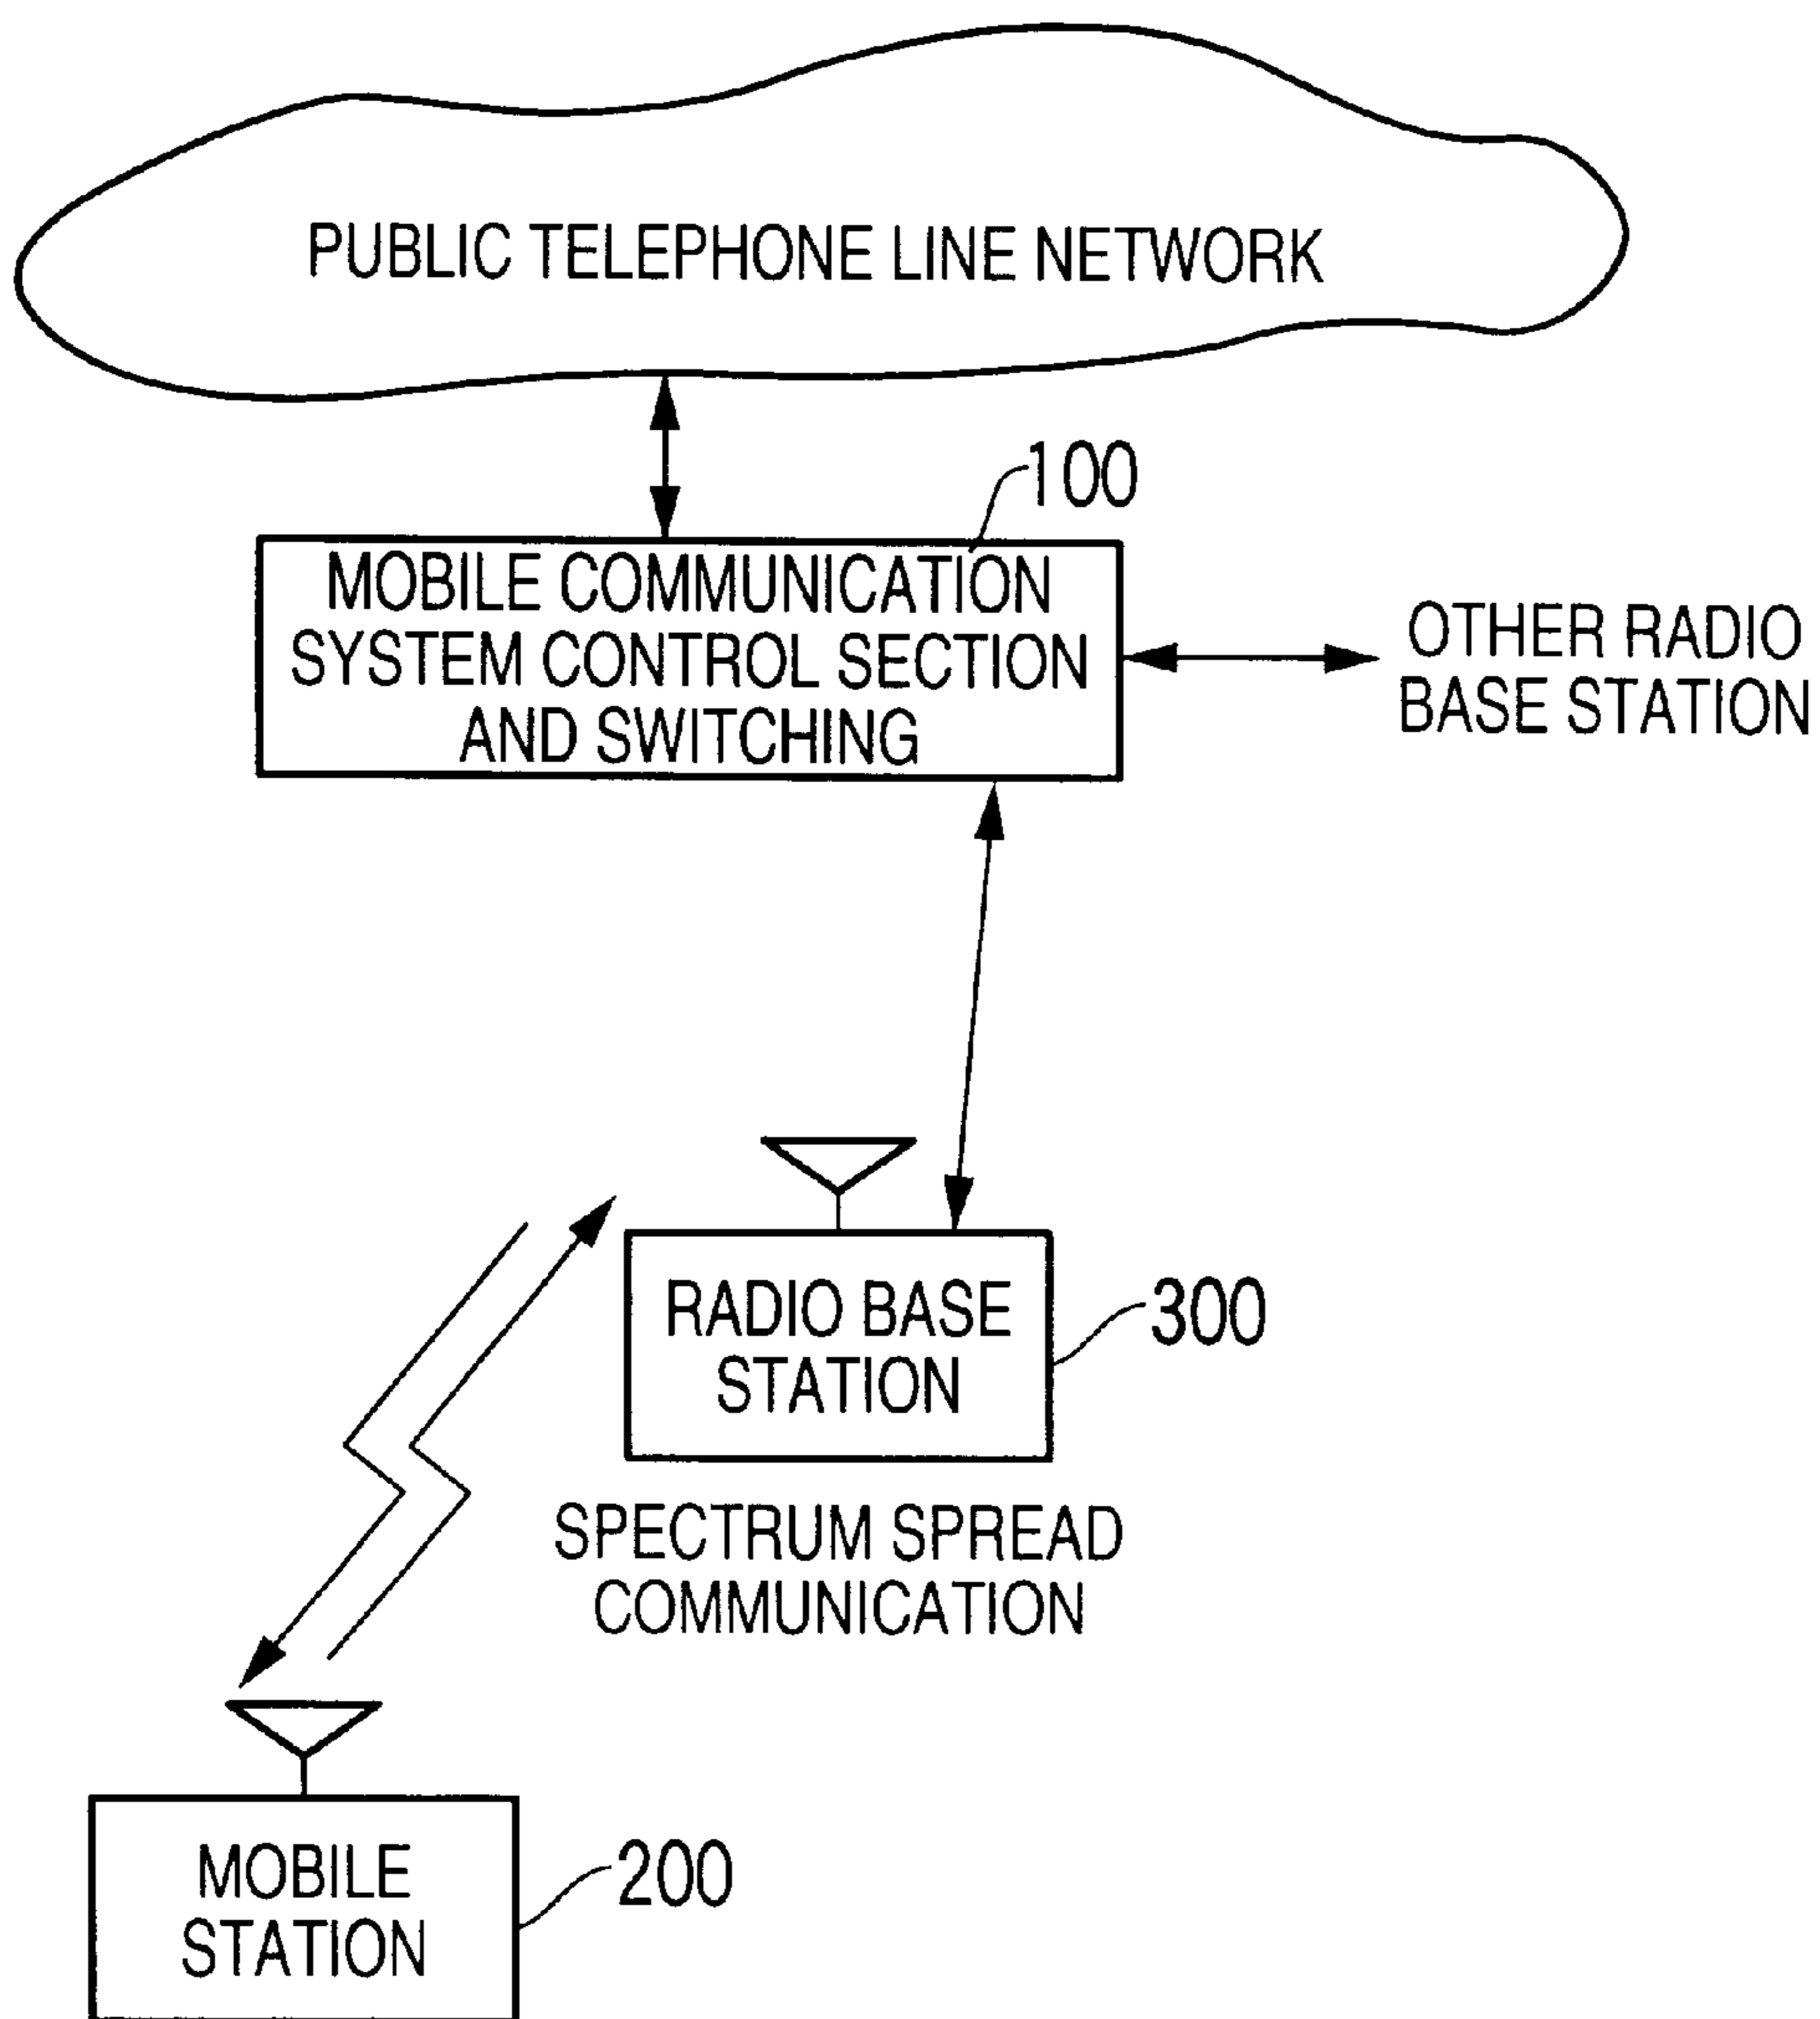 PUBLIC TELEPHONE LINE NETWORK
100
MOBILE COMMUNICATION
SYSTEM CONTROL SECTION
AND SWITCHING
OTHER RADIO
BASE STATION
RADIO BASE
STATION
300
SPECTRUM SPREAD
COMMUNICATION
MOBILE
STATION
200